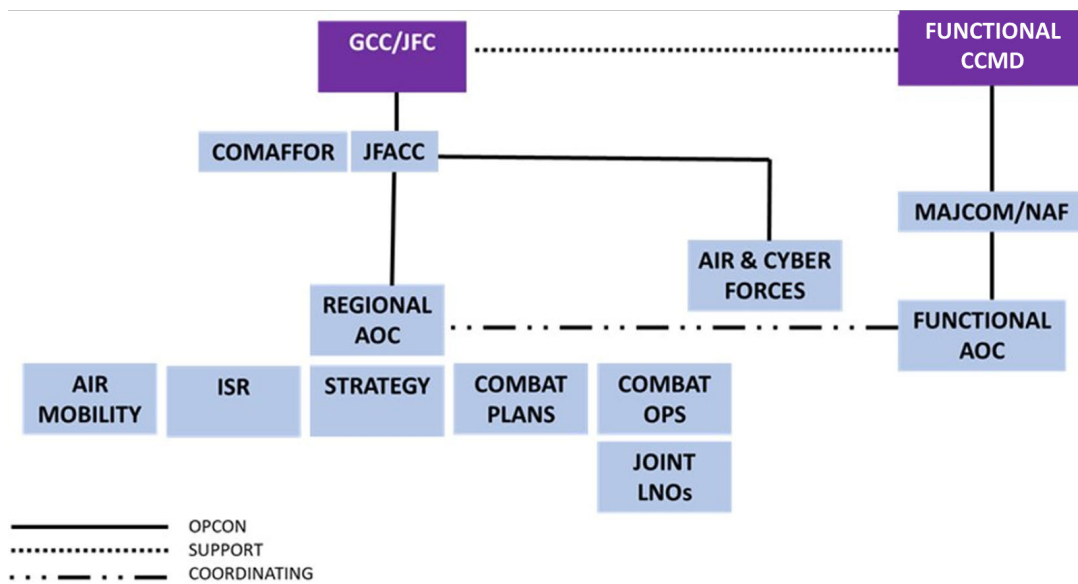 GCC/JFC
FUNCTIONAL
CCMD
COMAFFOR
JFACC
MAJCOM/NAF
AIR & CYBER
FORCES
REGIONAL
AOC
FUNCTIONAL
AOC
AIR
MOBILITY
ISR
STRATEGY
COMBAT
PLANS
COMBAT
OPS
JOINT
LNOs
OPCON
SUPPORT
COORDINATING